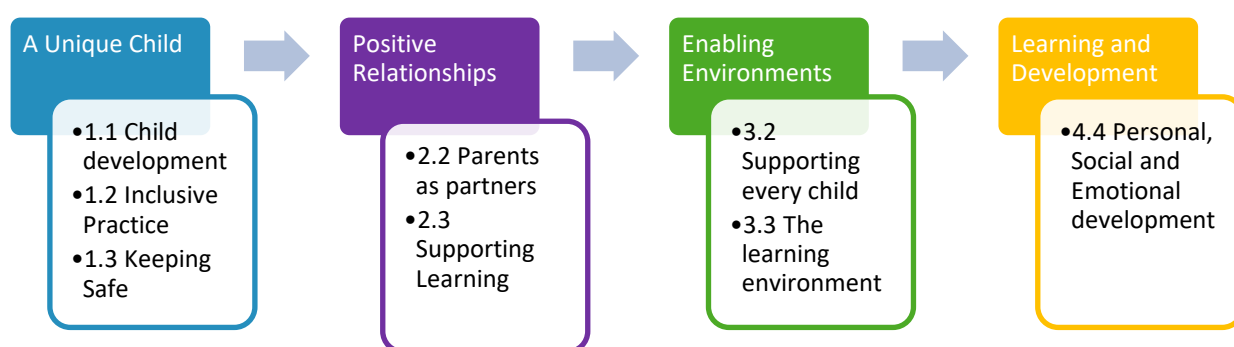 A Unique Child
•1.1 Child
development
•1.2 Inclusive
Practice
•1.3 Keeping
Safe
Positive
Relationships
•2.2 Parents
as partners
•2.3
Supporting
Learning
Enabling
Environments
•3.2
Supporting
every child
•3.3 The
learning
environment
Learning and
Development
•4.4 Personal,
Social and
Emotional
development